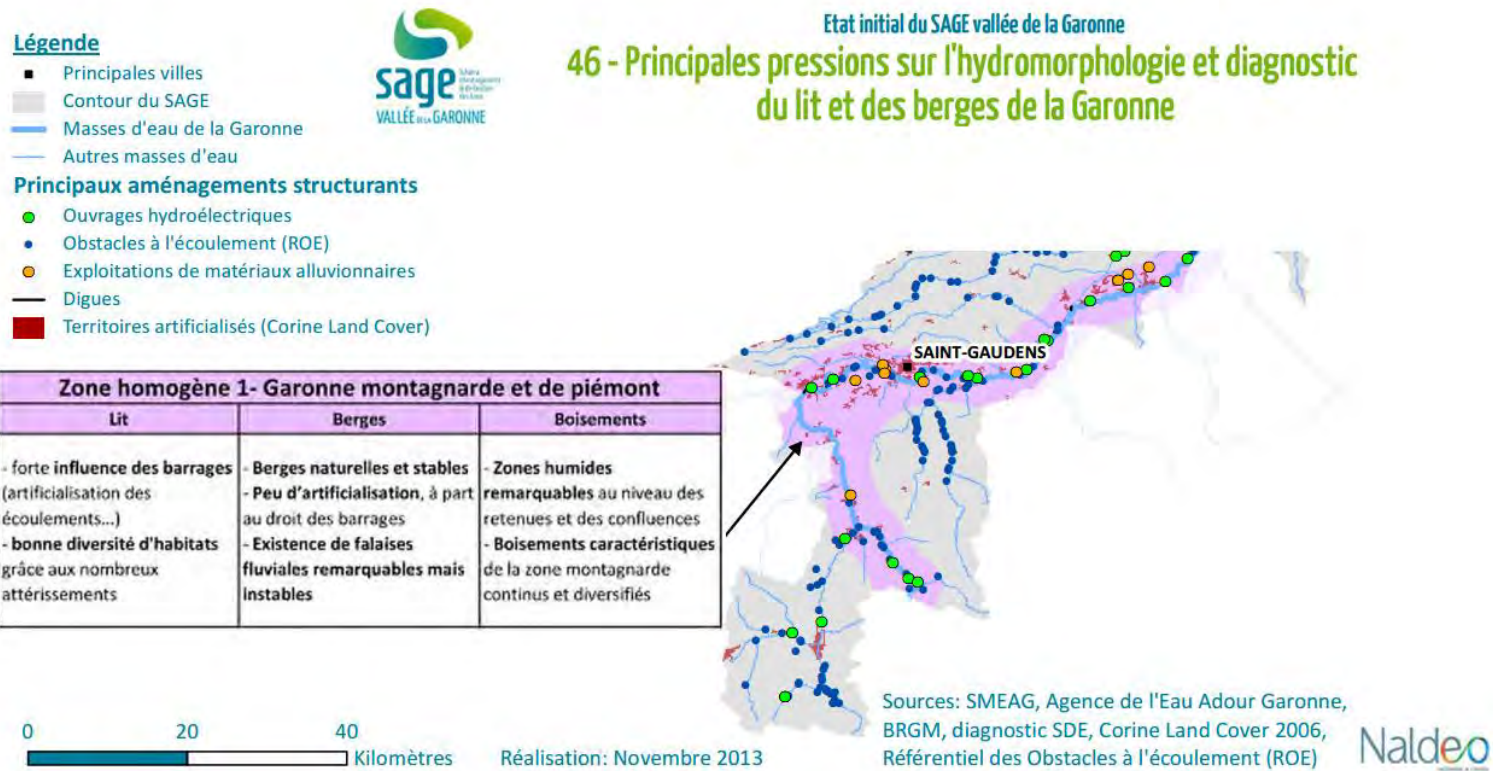 Légende
Principales villes
Contour du SAGE
Masses d'eau de la Garonne
Autres masses d'eau
Principaux aménagements structurants
Ouvrages hydroélectriques
Obstacles à l'écoulement (ROE)
Exploitations de matériaux alluvionnaires
Digues
Territoires artificialisés (Corine Land Cover)
sage
VALLÉE DE LA GARONNE
Etat initial du SAGE vallée de la Garonne
46 - Principales pressions sur l'hydromorphologie et diagnostic
du lit et des berges de la Garonne
SAINT-GAUDENS
Zone homogène 1- Garonne montagnarde et de piémont
Lit
- forte influence des barrages
(artificialisation des
écoulements...)
- bonne diversité d'habitats
grâce aux nombreux
attérissements
Berges
- Berges naturelles et stables
- Peu d'artificialisation, à part
au droit des barrages
- Existence de falaises
fluviales remarquables mais
instables
Boisements
- Zones humides
remarquables au niveau des
retenues et des confluences
- Boisements caractéristiques
de la zone montagnarde
continus et diversifiés
0 20 40
Kilomètres
Réalisation: Novembre 2013
Sources: SMEAG, Agence de l'Eau Adour Garonne,
BRGM, diagnostic SDE, Corine Land Cover 2006,
Référentiel des Obstacles à l'écoulement (ROE)
Naldeo